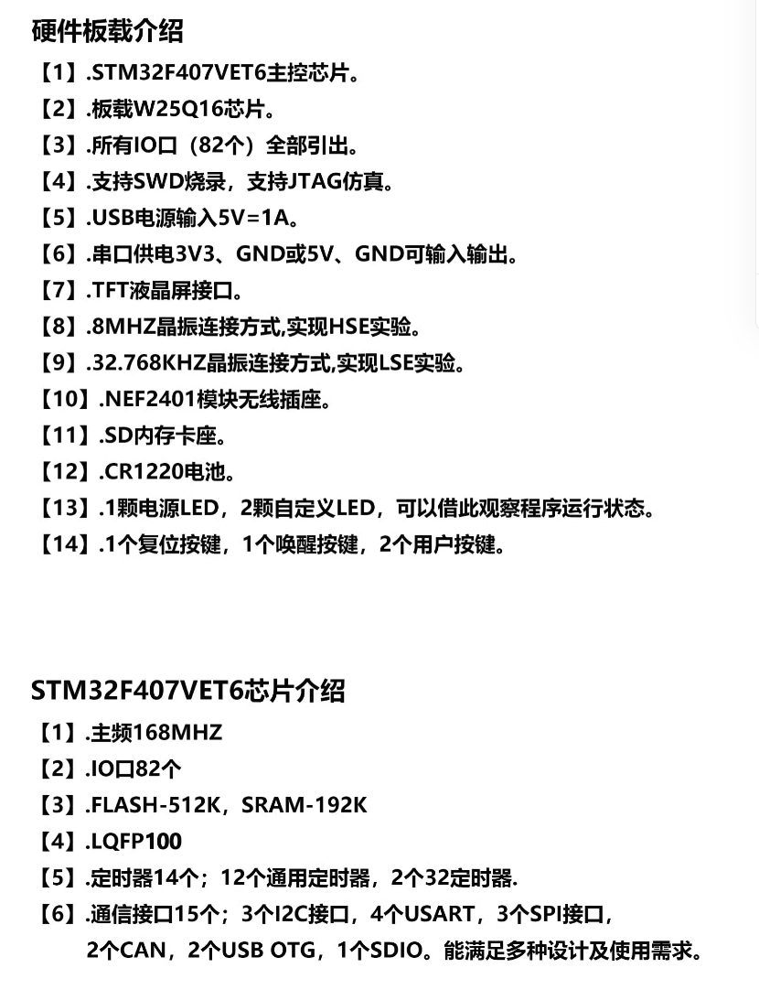 硬件板载介绍
【1】.STM32F407VET6主控芯片。
【2】.板载W25Q16芯片。
【3】.所有IO口（82个）全部引出。
【4】.支持SWD烧录，支持JTAG仿真。
【5】.USB电源输入5V=1A。
【6】.串口供电3V3、GND或5V、GND可输入输出。
【7】.TFT液晶屏接口。
【8】.8MHZ晶振连接方式,实现HSE实验。
【9】.32.768KHZ晶振连接方式,实现LSE实验。
【10】.NEF2401模块无线插座。
【11】.SD内存卡座。
【12】.CR1220电池。
【13】.1颗电源LED，2颗自定义LED，可以借此观察程序运行状态。
【14】.1个复位按键，1个唤醒按键，2个用户按键。
STM32F407VET6芯片介绍
【1】.主频168MHZ
【2】.IO口82个
【3】.FLASH-512K，SRAM-192K
【4】.LQFP100
【5】.定时器14个；12个通用定时器，2个32定时器.
【6】.通信接口15个；3个I2C接口，4个USART，3个SPI接口，
2个CAN，2个USB OTG，1个SDIO。能满足多种设计及使用需求。